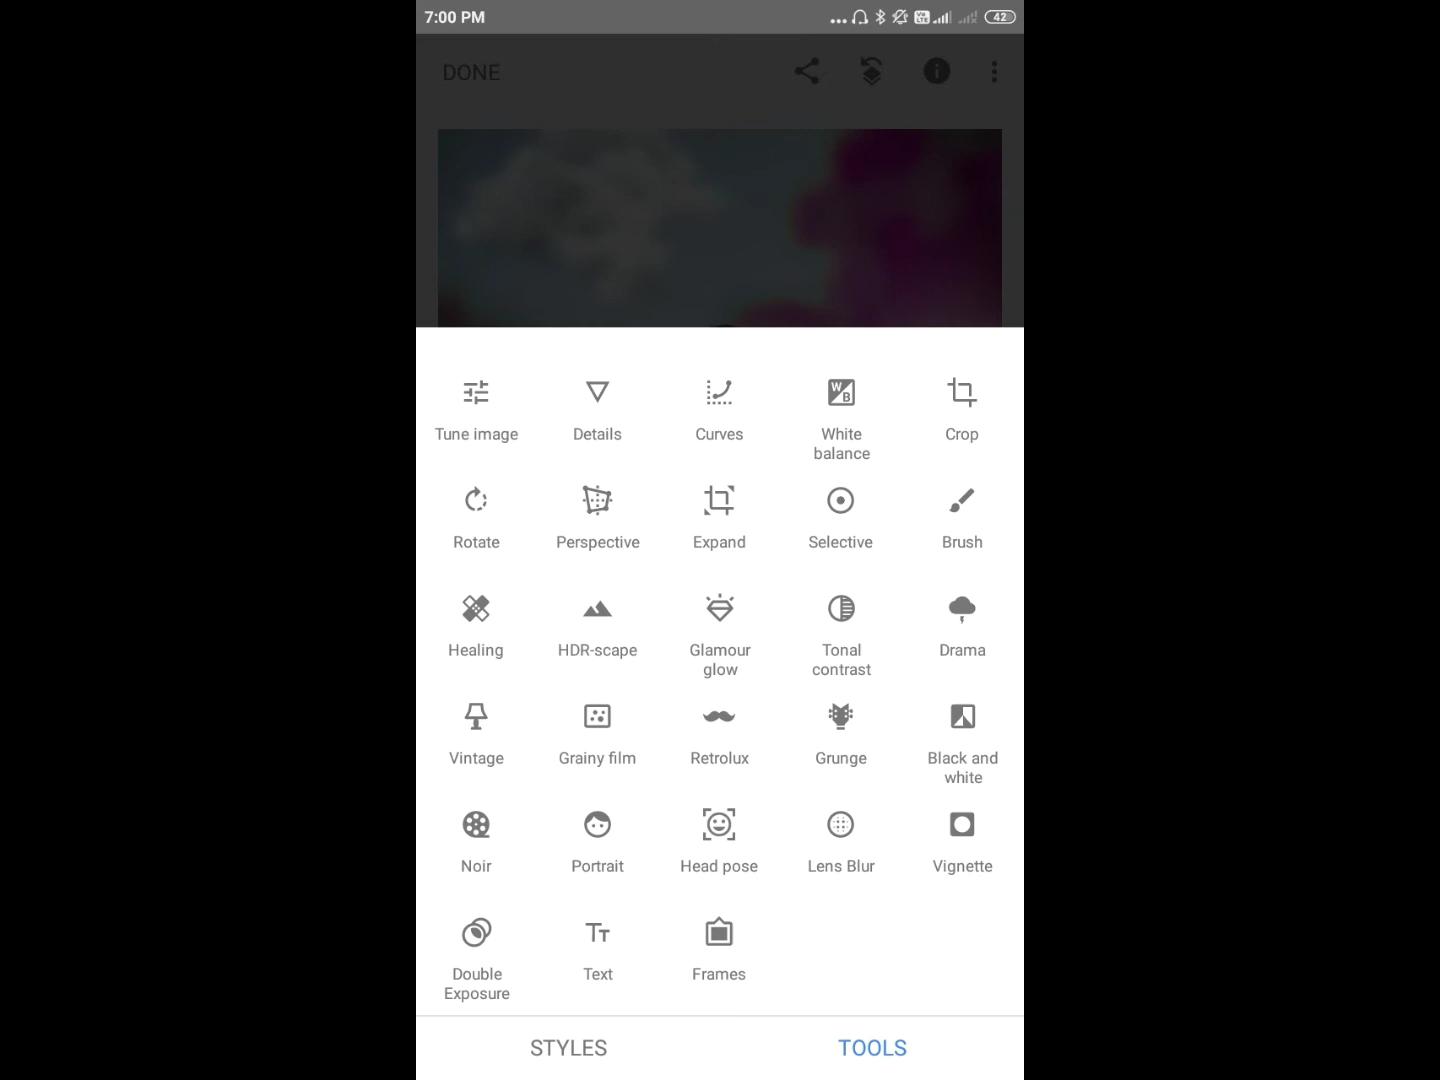 7:00 PM
42
DONE
Tune image
Details
Curves
White
balance
Crop
Rotate
Perspective
Expand
Selective
Brush
Healing
HDR-scape
Glamour
glow
Tonal
contrast
Drama
Vintage
Grainy film
Retrolux
Grunge
Black and
white
Noir
Portrait
Head pose
Lens Blur
Vignette
Double
Exposure
Text
Frames
STYLES
TOOLS